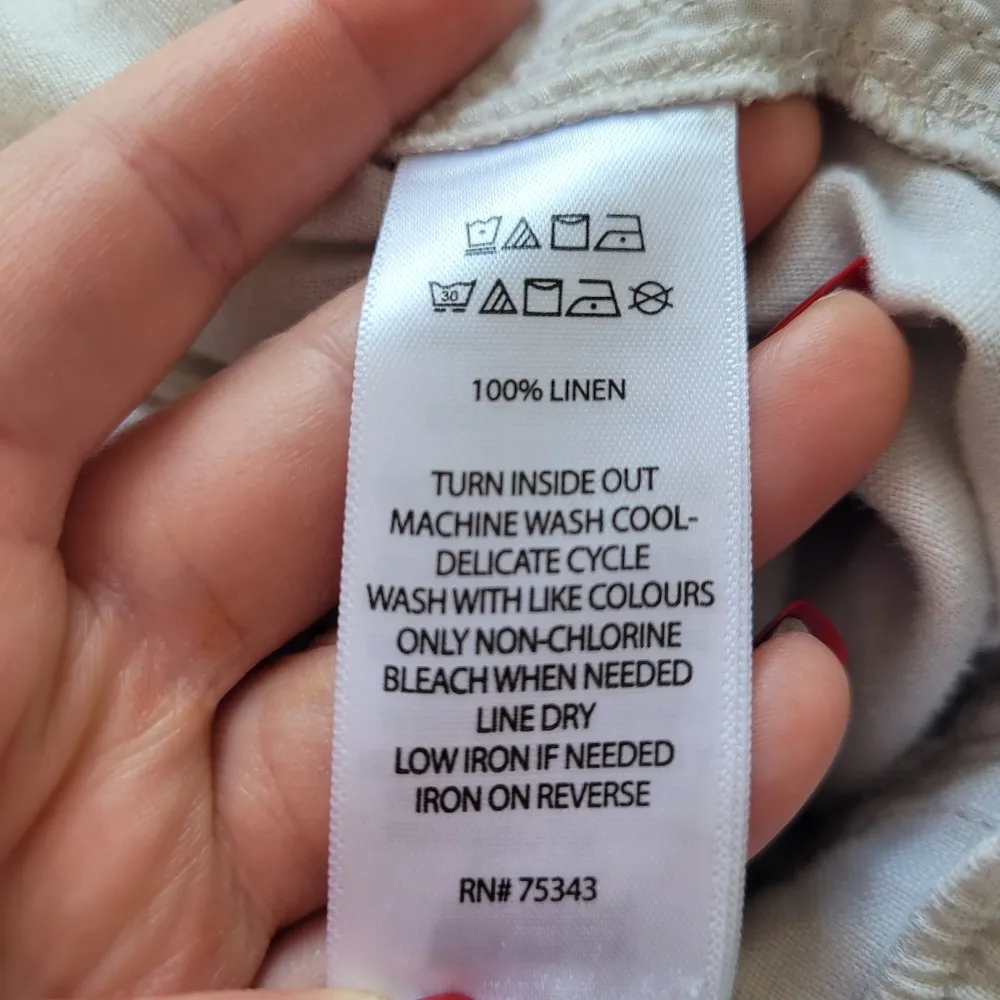 30
100% LINEN
TURN INSIDE OUT
MACHINE WASH COOL-
DELICATE CYCLE
WASH WITH LIKE COLOURS
ONLY NON-CHLORINE
BLEACH WHEN NEEDED
LINE DRY
LOW IRON IF NEEDED
IRON ON REVERSE
RN# 75343